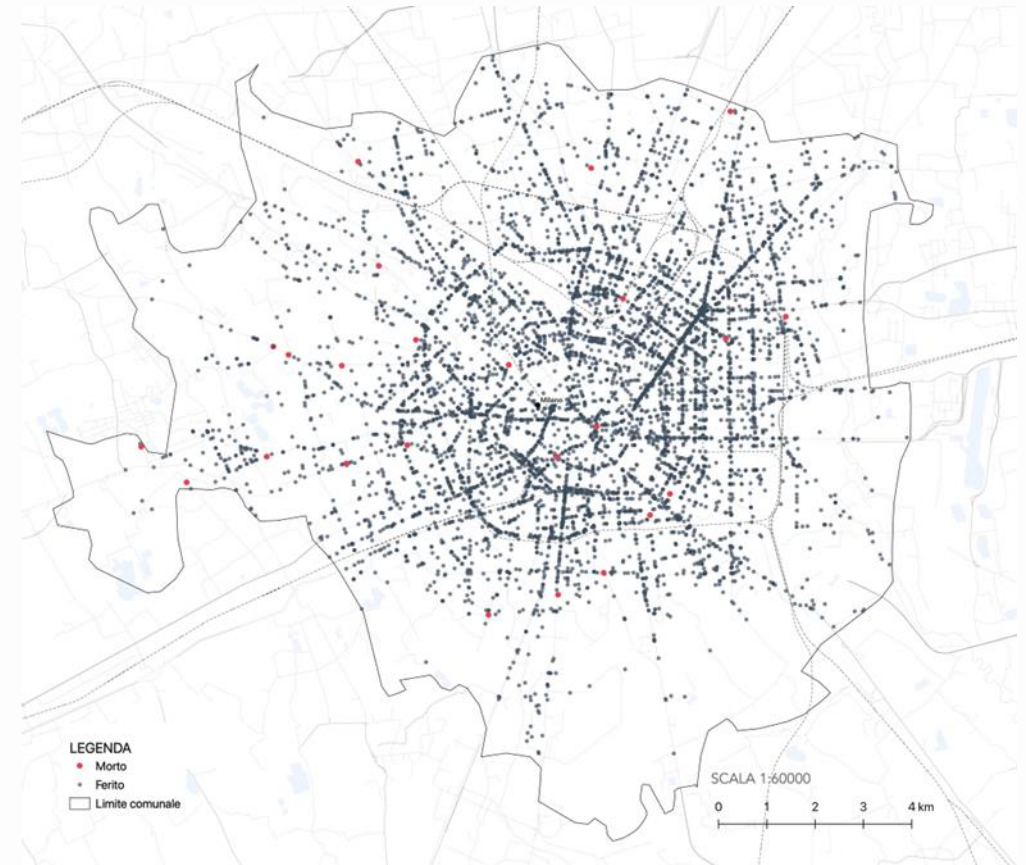 Milano
LEGENDA
Morto
Ferito
Limite comunale
SCALA 1:60000
0 1 2 3 4 km